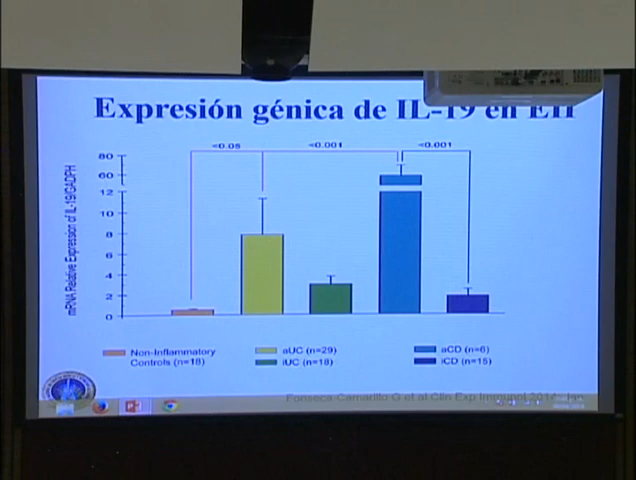 Expresión génica de IL-19 en EII
<0.05 <0.001 <0.001
mRNA Relative Expression of IL-19/GADPH
80
60
12
10
8
6
4
2
0
Non-Inflammatory Controls (n=18)
aUC (n=29)
iUC (n=18)
aCD (n=6)
iCD (n=15)
Fonseca-Camarillo G et al Clin Exp Immunol 2014